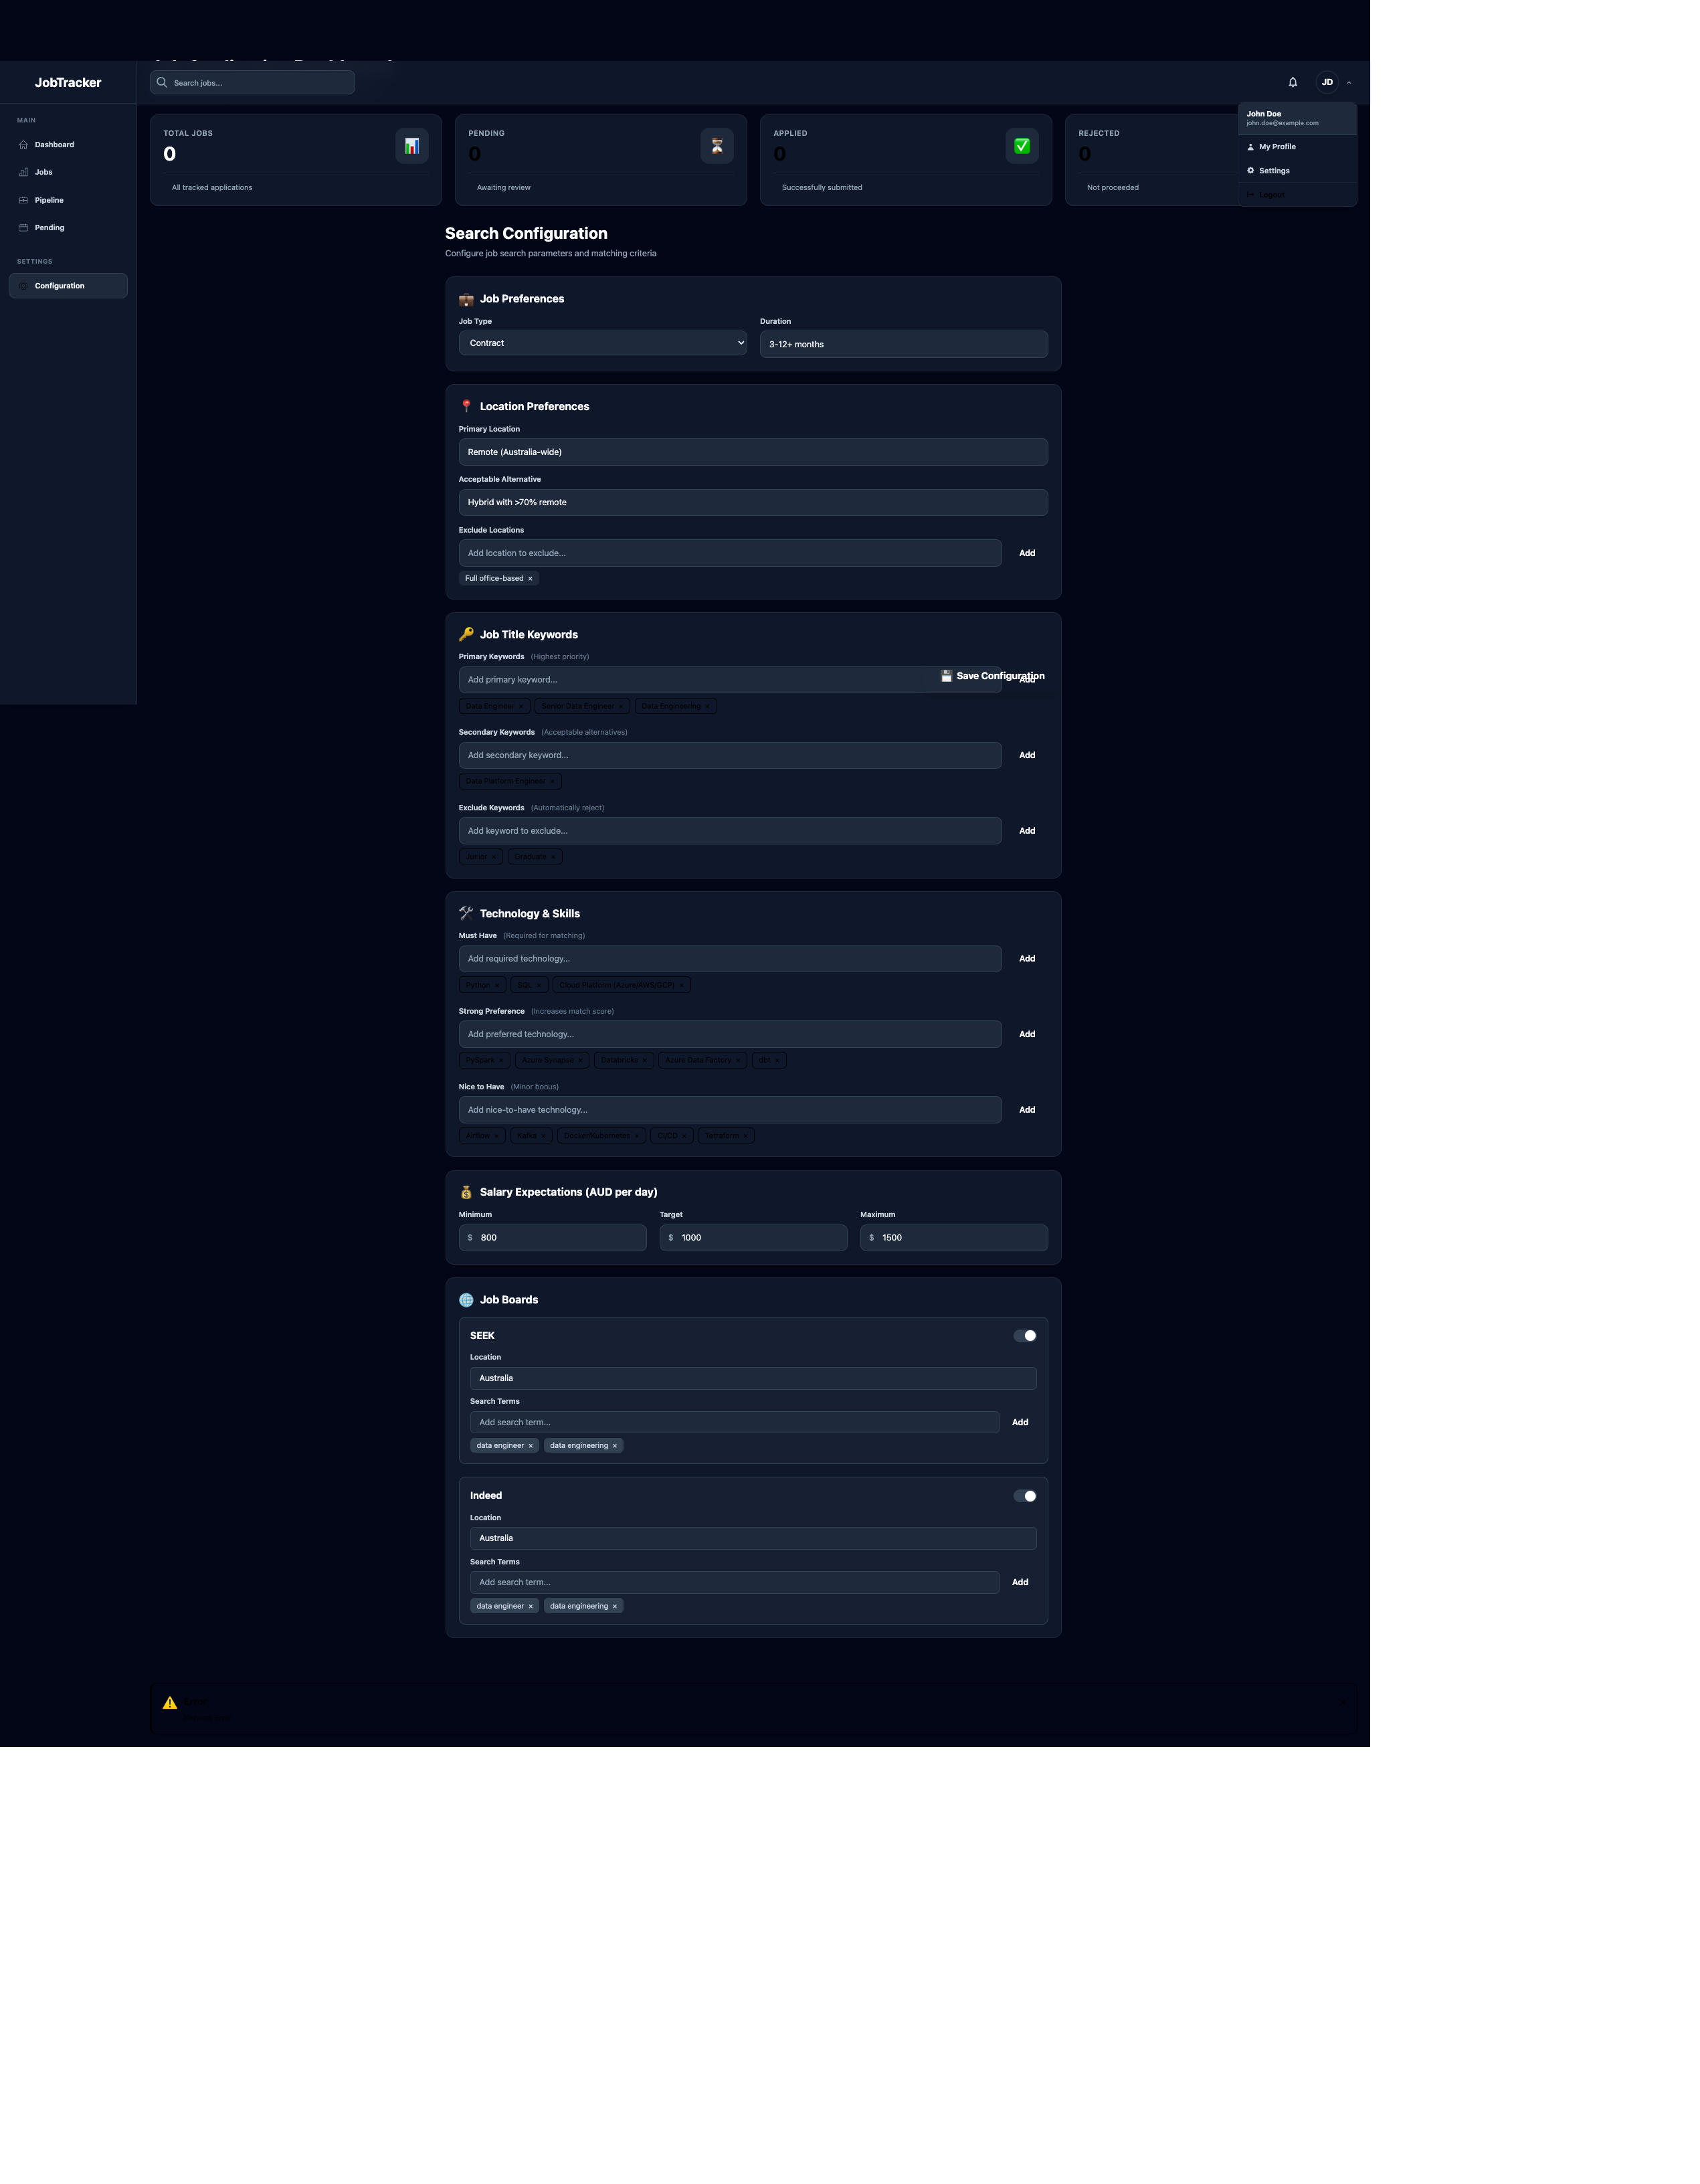 JobTracker
Search jobs...
JD
John Doe
john.doe@example.com
My Profile
Settings
Logout
MAIN
Dashboard
Jobs
Pipeline
Pending
SETTINGS
Configuration
TOTAL JOBS
0
All tracked applications
PENDING
0
Awaiting review
APPLIED
0
Successfully submitted
REJECTED
0
Not proceeded
Search Configuration
Configure job search parameters and matching criteria
Job Preferences
Job Type
Duration
Contract
3-12+ months
Location Preferences
Primary Location
Remote (Australia-wide)
Acceptable Alternative
Hybrid with >70% remote
Exclude Locations
Add location to exclude...
Add
Full office-based ×
Job Title Keywords
Primary Keywords (Highest priority)
Add primary keyword...
Add
Save Configuration
Data Engineer × Senior Data Engineer × Data Engineering ×
Secondary Keywords (Acceptable alternatives)
Add secondary keyword...
Add
Data Platform Engineer ×
Exclude Keywords (Automatically reject)
Add keyword to exclude...
Add
Junior × Graduate ×
Technology & Skills
Must Have (Required for matching)
Add required technology...
Add
Python × SQL × Cloud Platform (Azure/AWS/GCP) ×
Strong Preference (Increases match score)
Add preferred technology...
Add
PySpark × Azure Synapse × Databricks × Azure Data Factory × dbt ×
Nice to Have (Minor bonus)
Add nice-to-have technology...
Add
Airflow × Kafka × Docker/Kubernetes × CI/CD × Terraform ×
Salary Expectations (AUD per day)
Minimum
Target
Maximum
$ 800
$ 1000
$ 1500
Job Boards
SEEK
Location
Australia
Search Terms
Add search term...
Add
data engineer × data engineering ×
Indeed
Location
Australia
Search Terms
Add search term...
Add
data engineer × data engineering ×